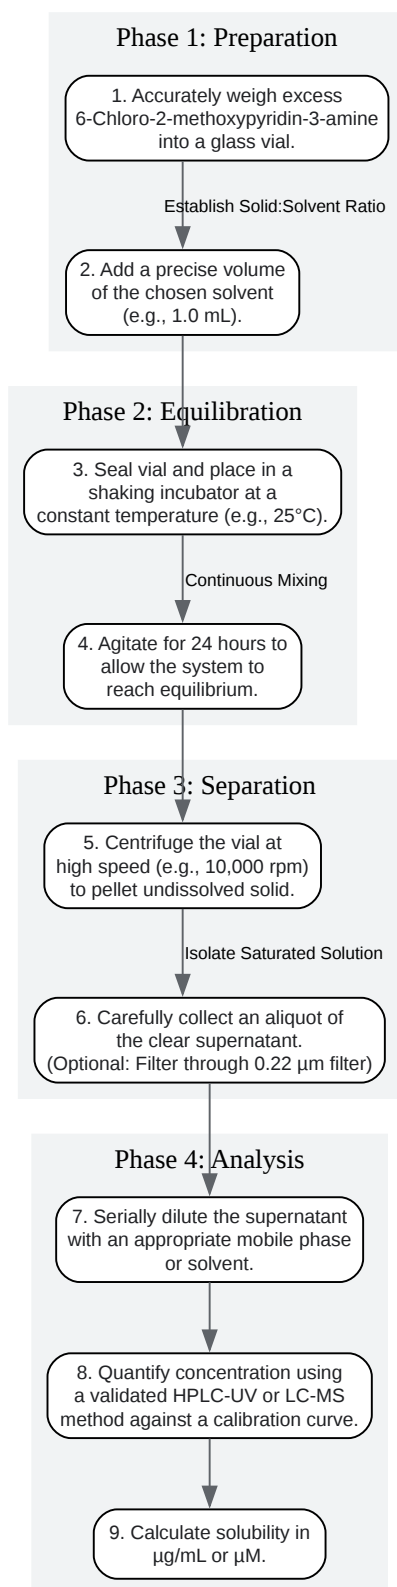 Phase 1: Preparation
1. Accurately weigh excess
6-Chloro-2-methoxypyridin-3-amine
into a glass vial.
Establish Solid:Solvent Ratio
2. Add a precise volume
of the chosen solvent
(e.g., 1.0 mL).
Phase 2: Equilibration
3. Seal vial and place in a
shaking incubator at a
constant temperature (e.g., 25°C).
Continuous Mixing
4. Agitate for 24 hours to
allow the system to
reach equilibrium.
Phase 3: Separation
5. Centrifuge the vial at
high speed (e.g., 10,000 rpm)
to pellet undissolved solid.
Isolate Saturated Solution
6. Carefully collect an aliquot of
the clear supernatant.
(Optional: Filter through 0.22 µm filter)
Phase 4: Analysis
7. Serially dilute the supernatant
with an appropriate mobile phase
or solvent.
8. Quantify concentration using
a validated HPLC-UV or LC-MS
method against a calibration curve.
9. Calculate solubility in
µg/mL or µM.